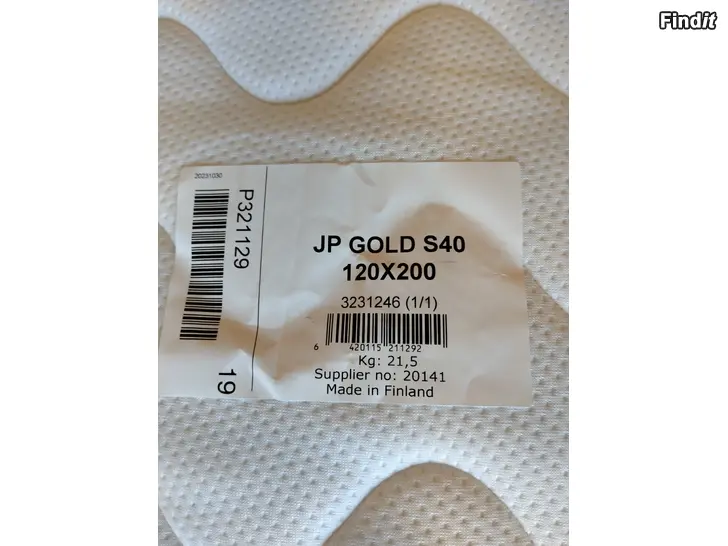 Findit
20231030
P321129
19
JP GOLD S40
120X200
3231246 (1/1)
6 420115 211292
Kg: 21,5
Supplier no: 20141
Made in Finland